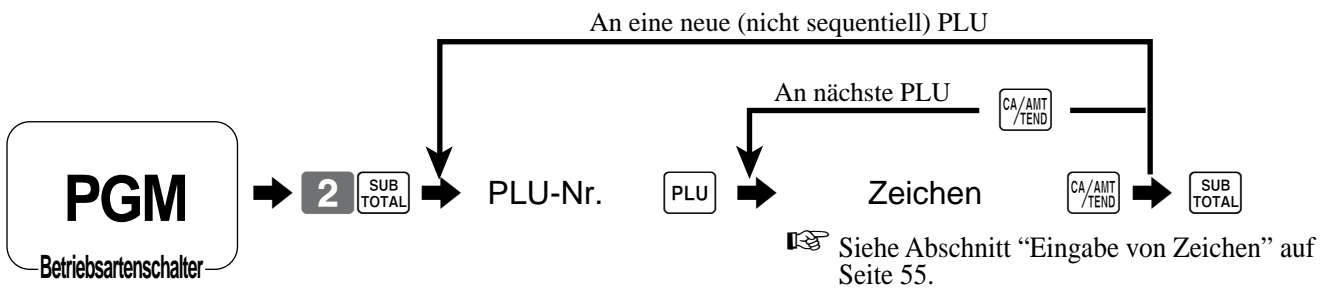 An eine neue (nicht sequentiell) PLU
An nächste PLU
CA/AMT
/TEND
PGM
Betriebsartenschalter
2
SUB
TOTAL
PLU-Nr.
PLU
Zeichen
CA/AMT
/TEND
SUB
TOTAL
Siehe Abschnitt “Eingabe von Zeichen” auf
Seite 55.